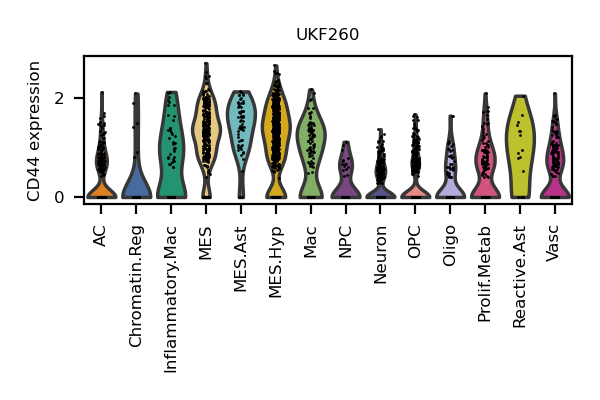 UKF260
CD44 expression
2
0
AC
Chromatin.Reg
Inflammatory.Mac
MES
MES.Ast
MES.Hyp
Mac
NPC
Neuron
OPC
Oligo
Prolif.Metab
Reactive.Ast
Vasc